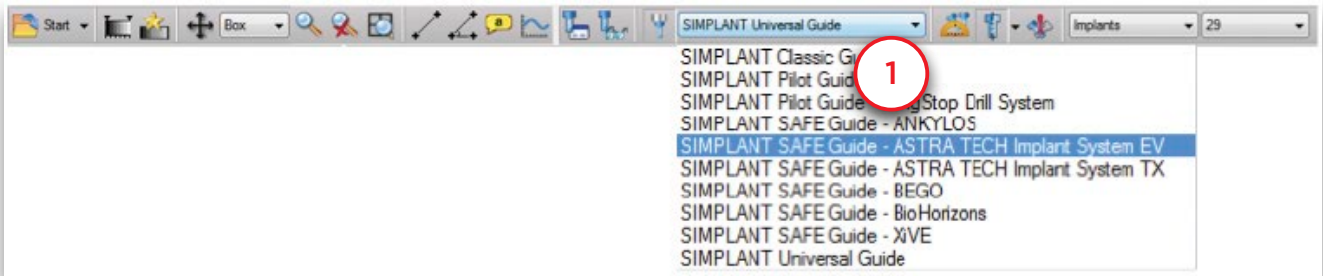 Start Box a SIMPLANT Universal Guide Implants 29
SIMPLANT Classic
1
SIMPLANT Pilot
SIMPLANT Pilot Guide Stop Drill System
SIMPLANT SAFE Guide - ANKYLOS
SIMPLANT SAFE Guide - ASTRA TECH Implant System EV
SIMPLANT SAFE Guide - ASTRA TECH Implant System TX
SIMPLANT SAFE Guide - BEGO
SIMPLANT SAFE Guide - BioHorizons
SIMPLANT SAFE Guide - XiVE
SIMPLANT Universal Guide